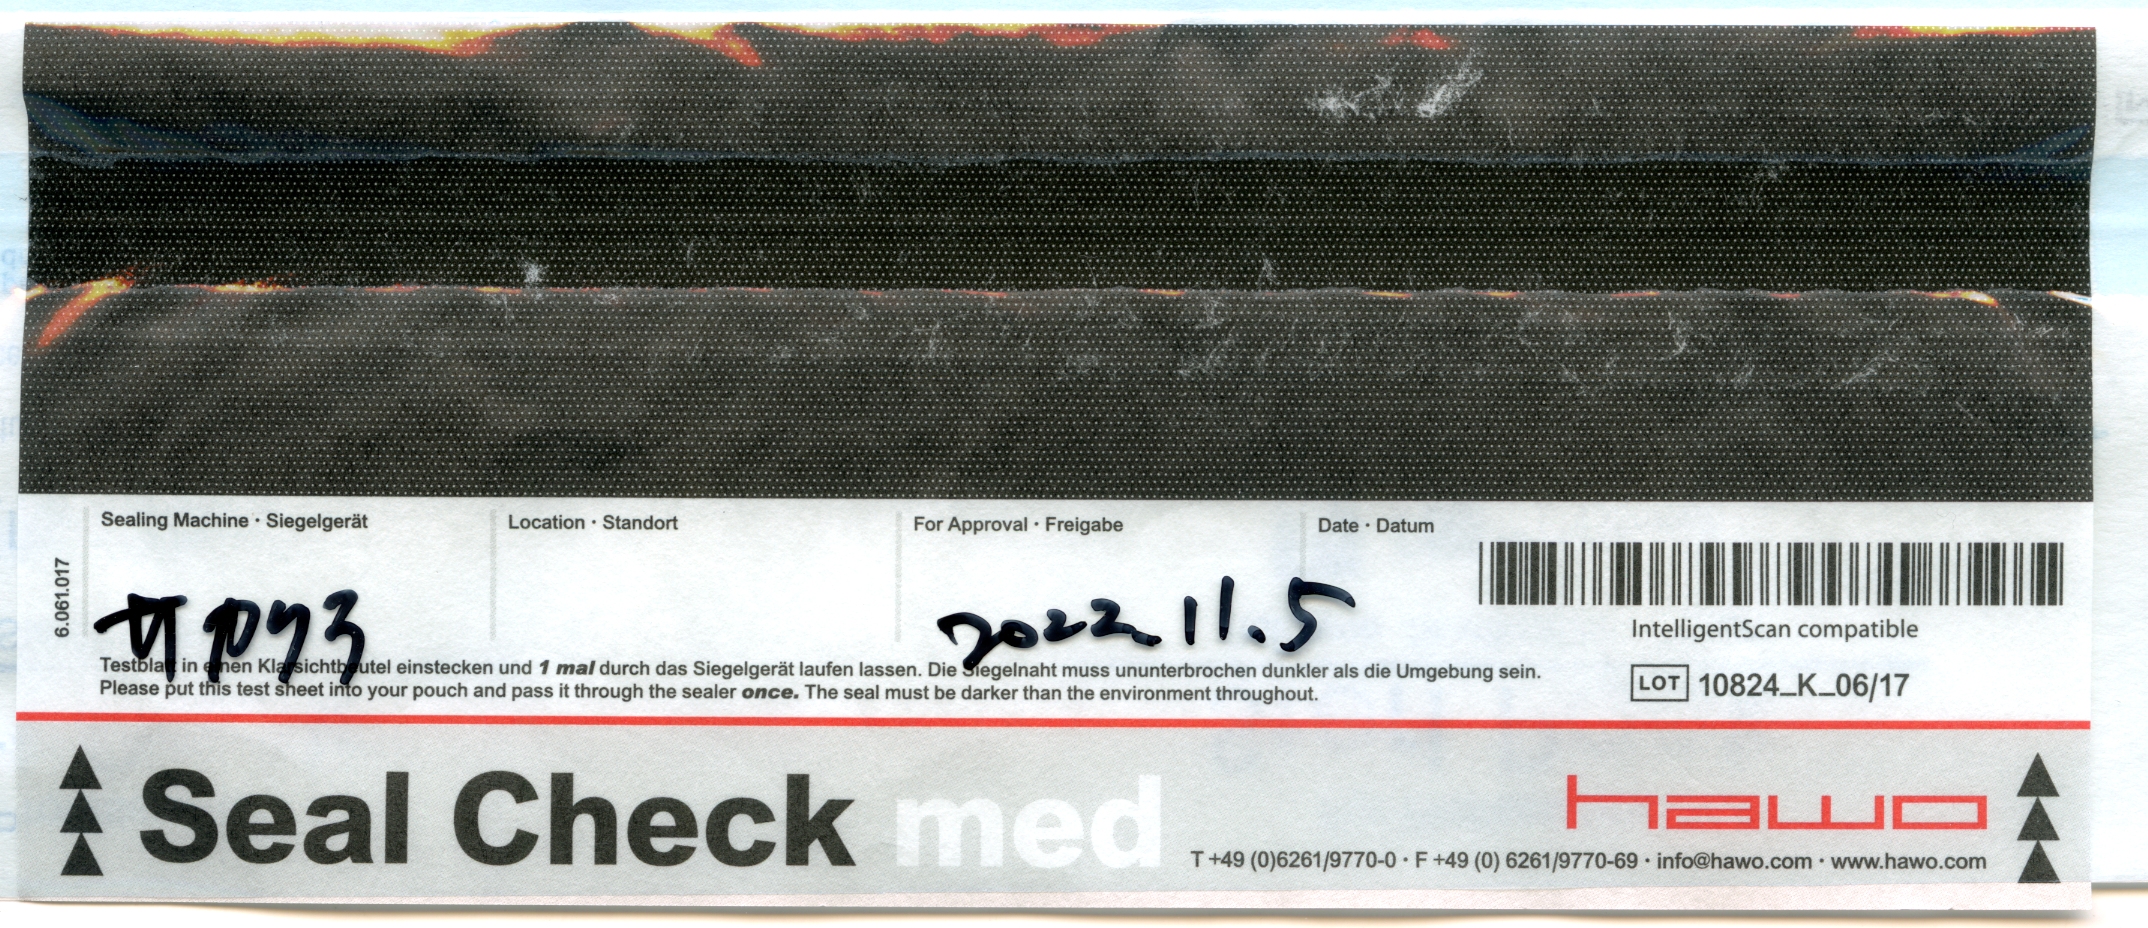 Sealing Machine · Siegelgerät
Location · Standort
For Approval · Freigabe
Date · Datum
6.061.017
2022.11.5
IntelligentScan compatible
Testblatt in einen Klarsichtbeutel einstecken und 1 mal durch das Siegelgerät laufen lassen. Die Siegelnaht muss ununterbrochen dunkler als die Umgebung sein.
Please put this test sheet into your pouch and pass it through the sealer once. The seal must be darker than the environment throughout.
LOT 10824_K_06/17
Seal Check med
hawo
T +49 (0)6261/9770-0 · F +49 (0) 6261/9770-69 · info@hawo.com · www.hawo.com